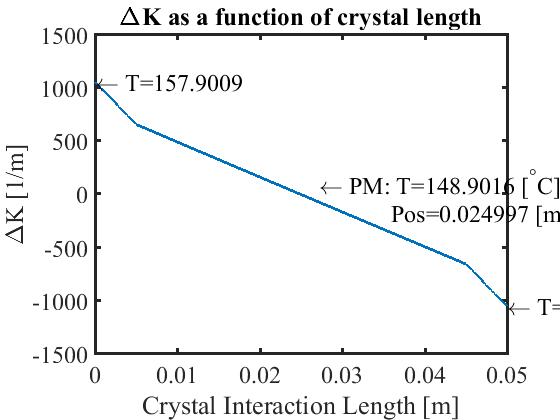 ΔK as a function of crystal length
1500
1000
500
0
-500
-1000
-1500
ΔK [1/m]
← T=157.9009
← PM: T=148.9016 [°C]
Pos=0.024997 [m
← T=
0 0.01 0.02 0.03 0.04 0.05
Crystal Interaction Length [m]